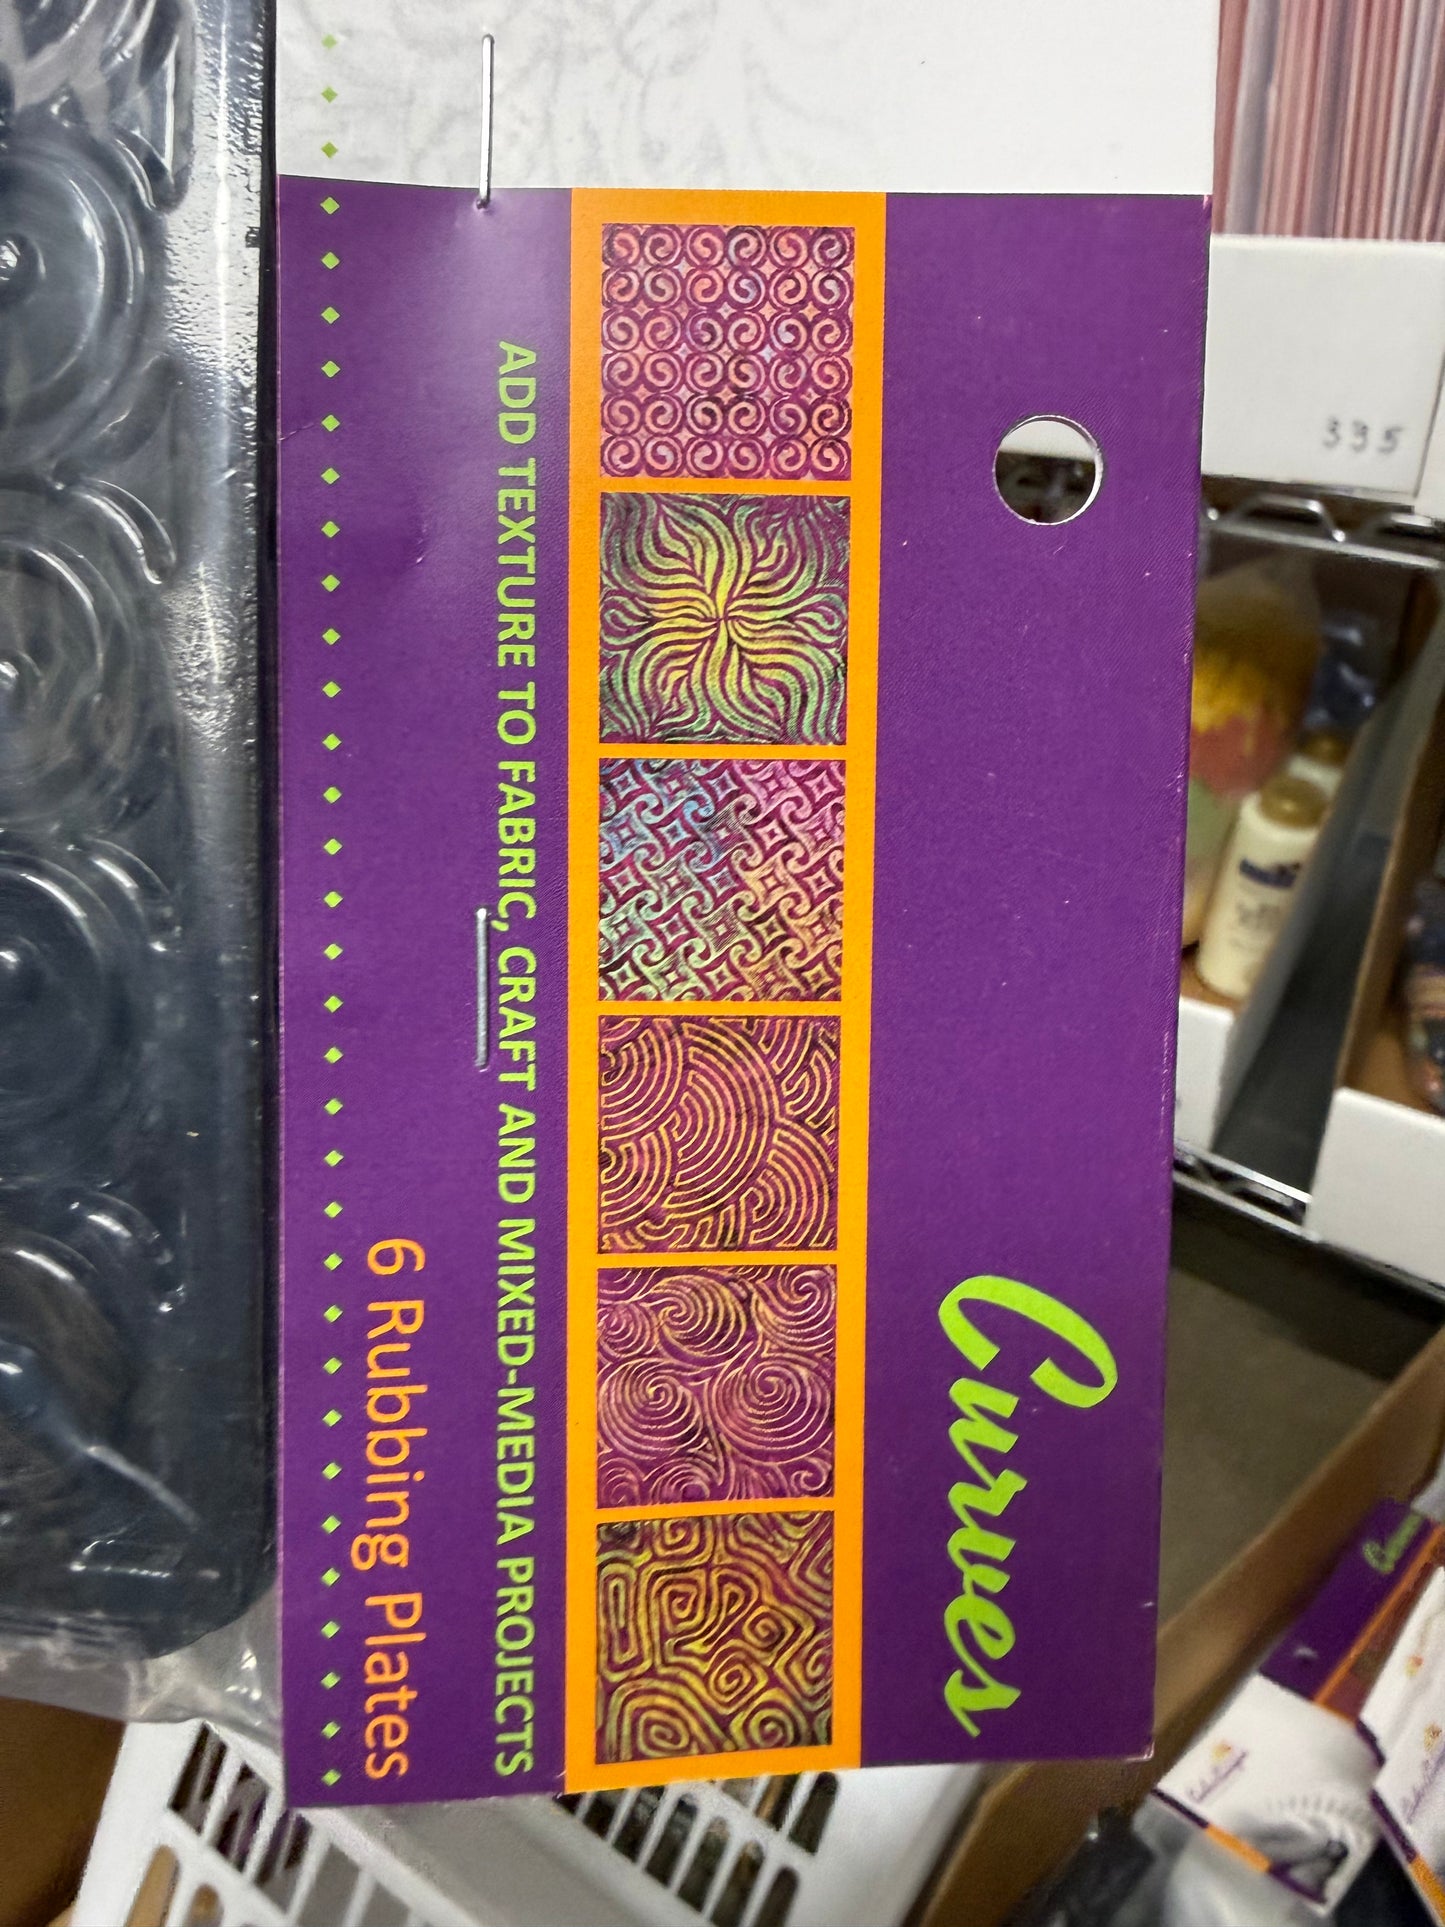 Curves
ADD TEXTURE TO FABRIC, CRAFT AND MIXED-MEDIA PROJECTS
6 Rubbing Plates
335